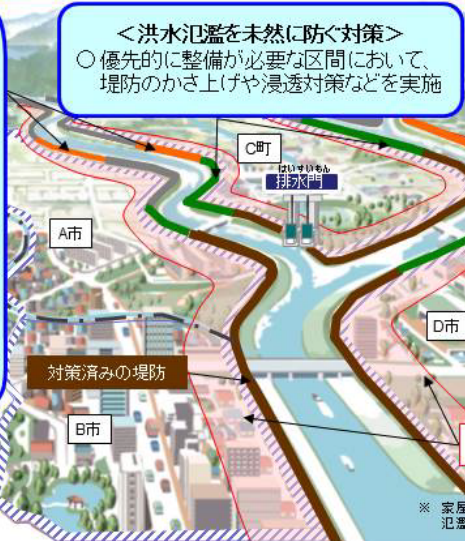 ＜洪水氾濫を未然に防ぐ対策＞
○優先的に整備が必要な区間において、
堤防のかさ上げや浸透対策などを実施
C町
はいすいもん
排水門
A市
D市
対策済みの堤防
B市
※ 家屋
氾濫